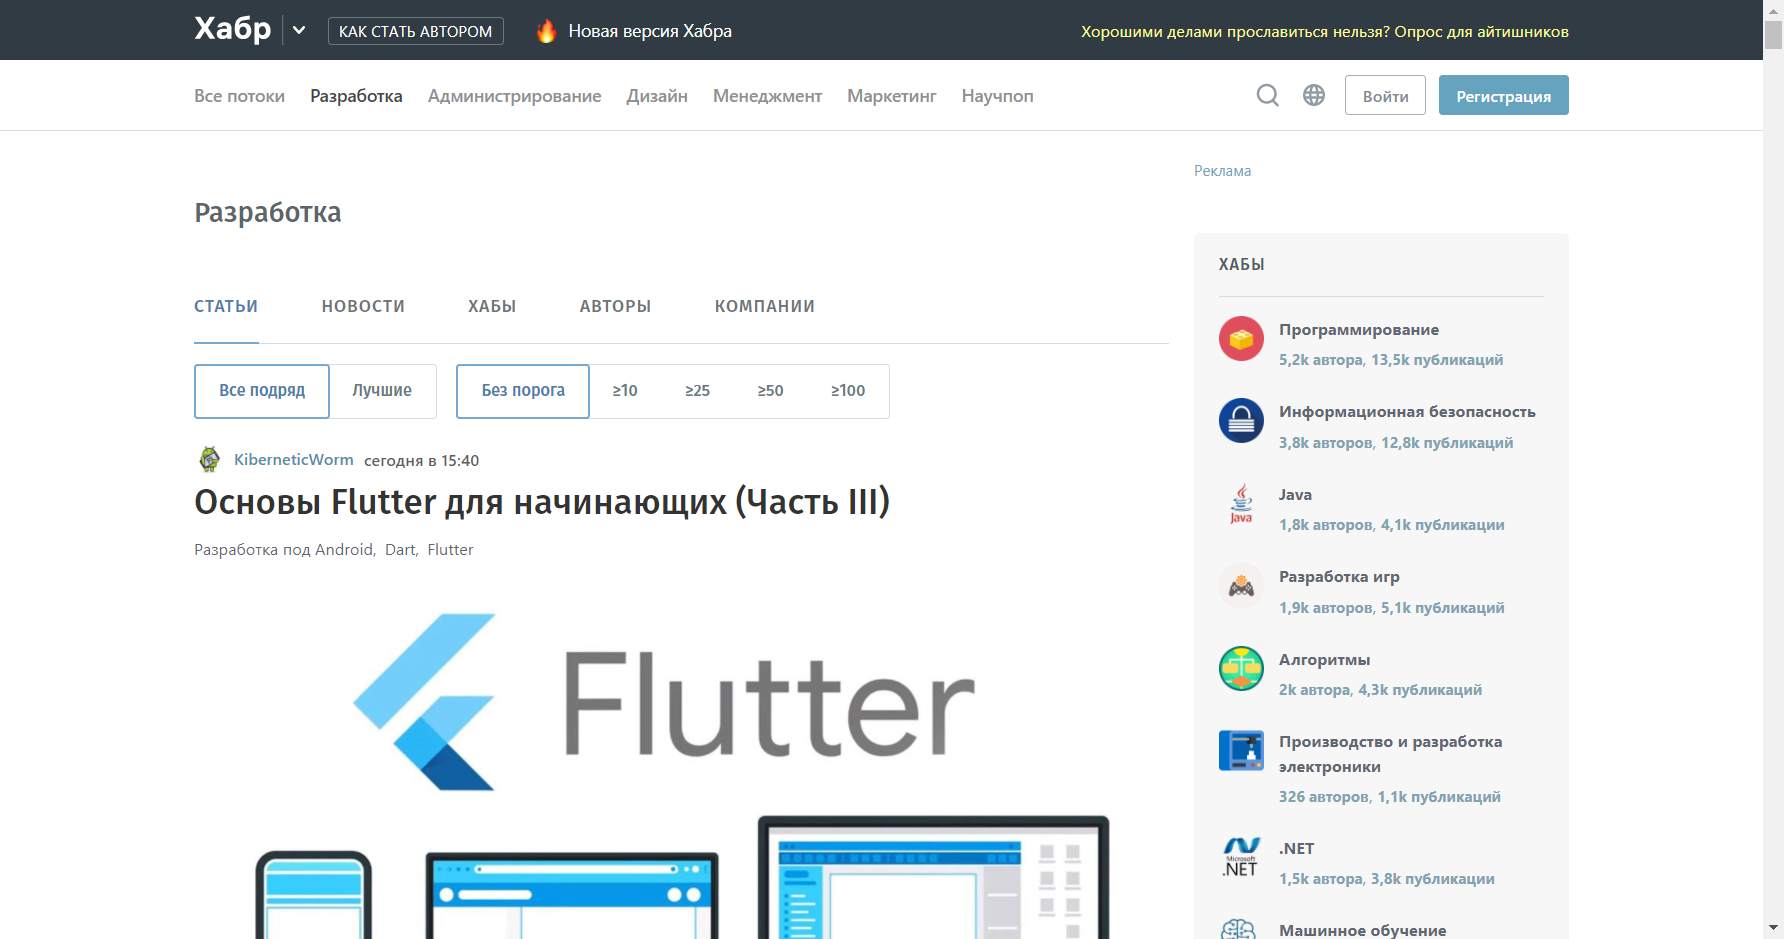 Хабр
КАК СТАТЬ АВТОРОМ
Новая версия Хабра
Хорошими делами прославиться нельзя? Опрос для айтишников
Все потоки Разработка Администрирование Дизайн Менеджмент Маркетинг Научпоп
Войти
Регистрация
Реклама
Разработка
СТАТЬИ НОВОСТИ ХАБЫ АВТОРЫ КОМПАНИИ
Все подряд Лучшие Без порога ≥10 ≥25 ≥50 ≥100
KiberneticWorm сегодня в 15:40
Основы Flutter для начинающих (Часть III)
Разработка под Android, Dart, Flutter
Flutter
ХАБЫ
Программирование
5,2k автора, 13,5k публикаций
Информационная безопасность
3,8k авторов, 12,8k публикаций
Java
Java
1,8k авторов, 4,1k публикации
Разработка игр
1,9k авторов, 5,1k публикаций
Алгоритмы
2k автора, 4,3k публикаций
Производство и разработка
электроники
326 авторов, 1,1k публикаций
Microsoft
.NET
.NET
1,5k автора, 3,8k публикации
Машинное обучение